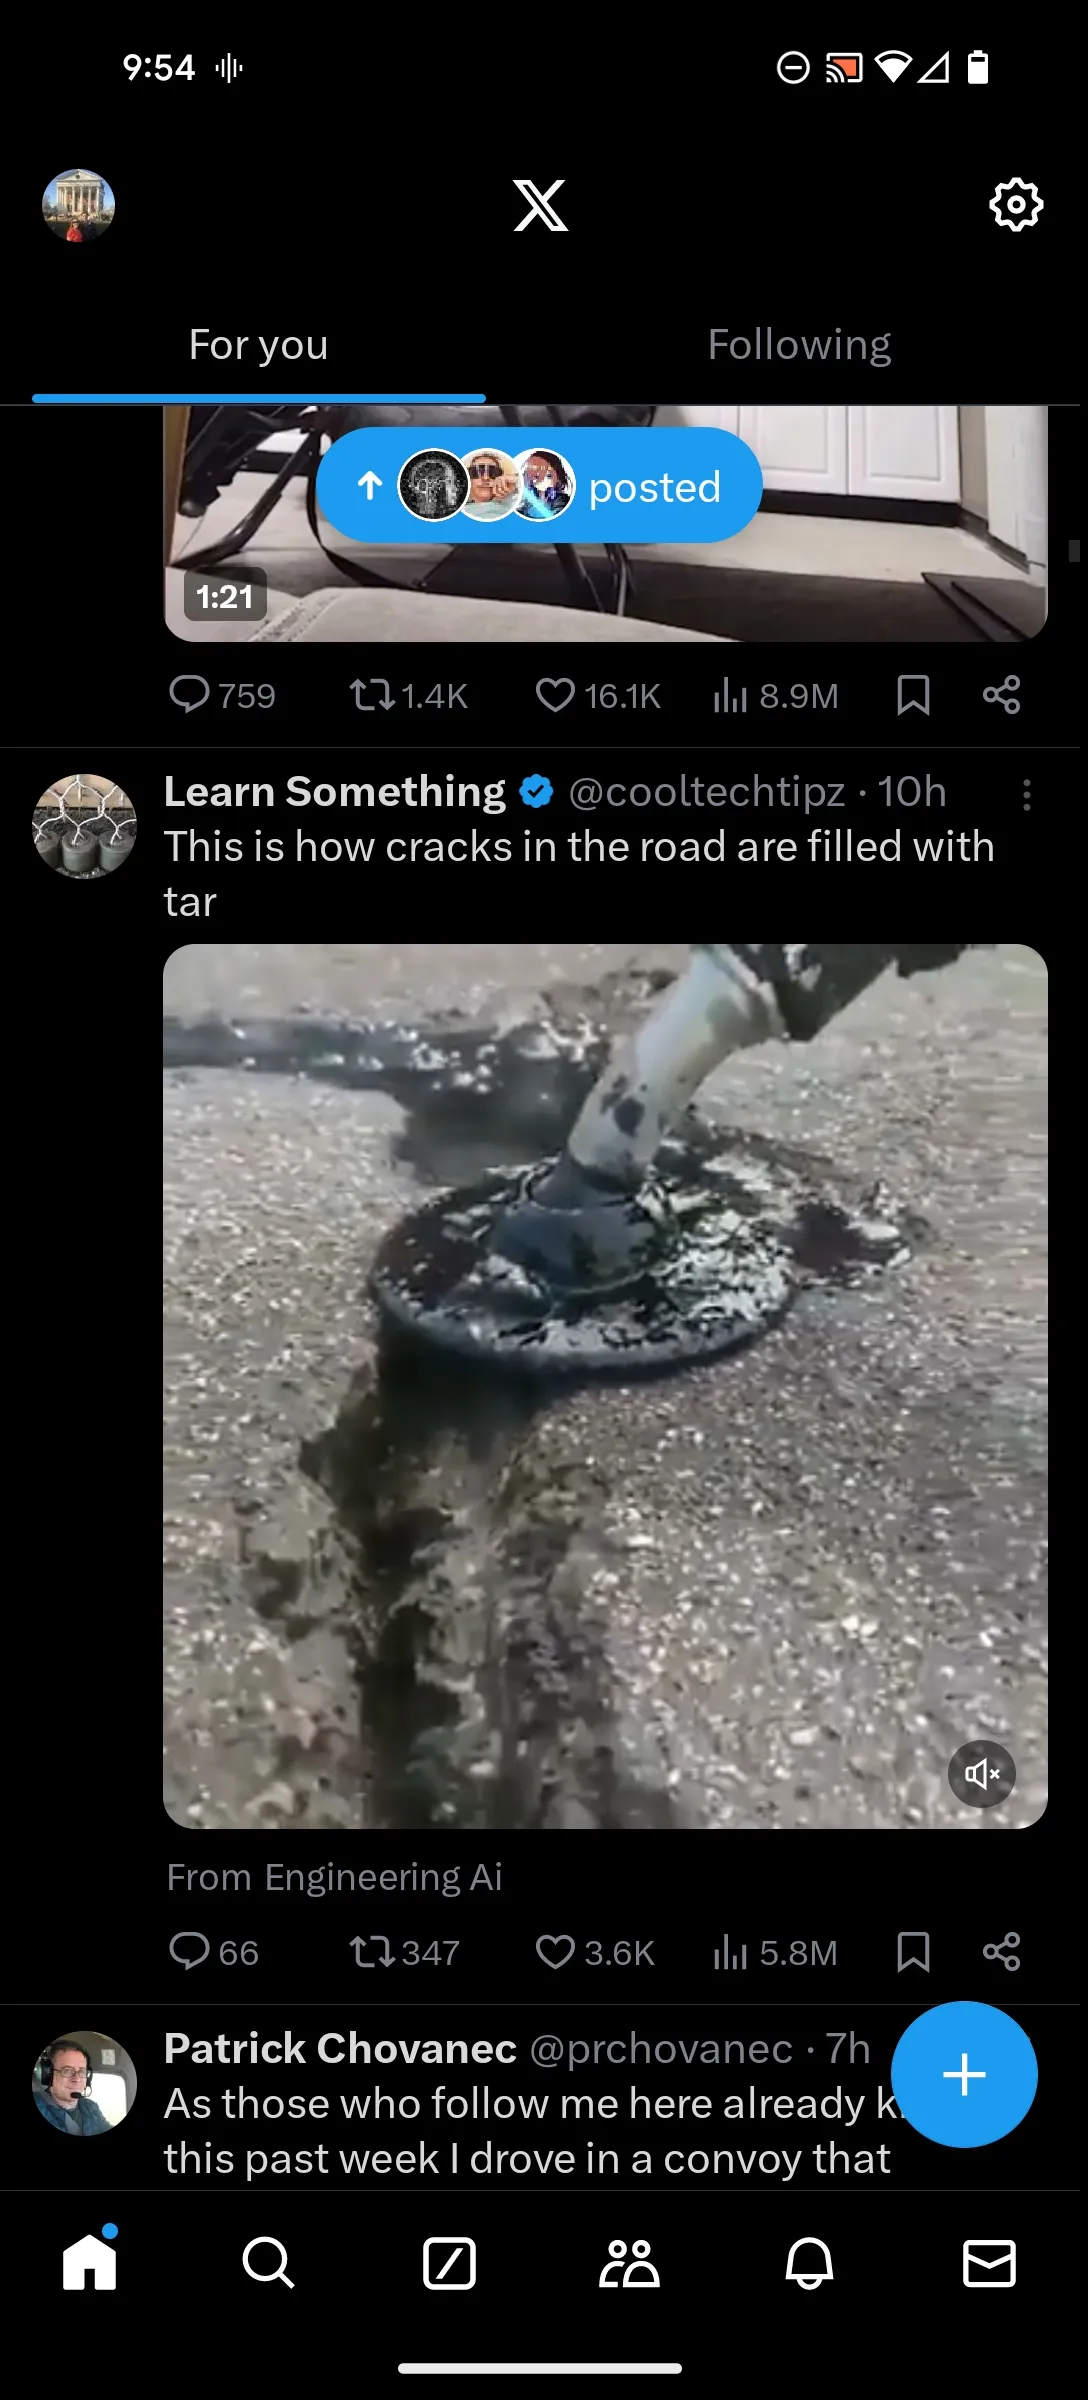 9:54
For you
Following
posted
1:21
759 1.4K 16.1K 8.9M
Learn Something @cooltechtipz · 10h
This is how cracks in the road are filled with
tar
From Engineering Ai
66 347 3.6K 5.8M
Patrick Chovanec @prchovanec · 7h
As those who follow me here already
this past week I drove in a convoy that